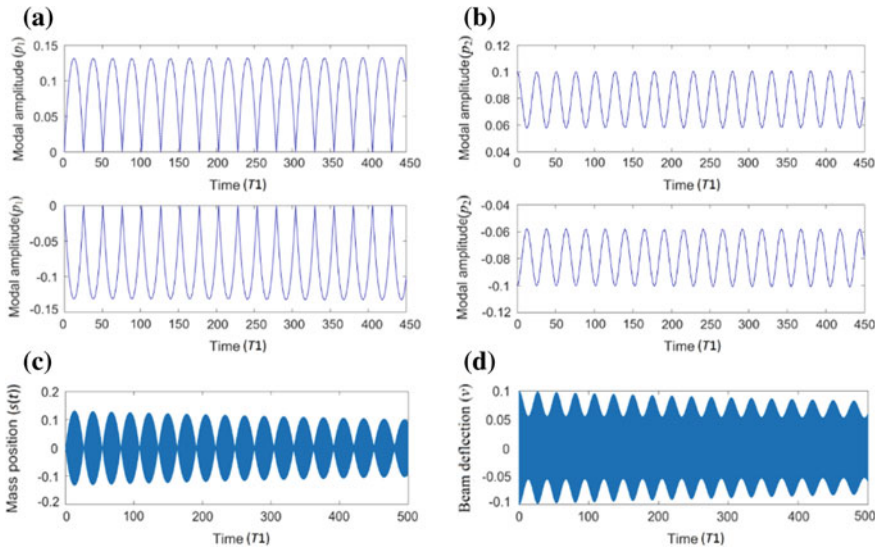 (a)
Modal amplitude (p₁)
0.15
0.1
0.05
0
0 50 100 150 200 250 300 350 400 450
Time (T1)
Modal amplitude(p₁)
0
-0.05
-0.1
-0.15
0 50 100 150 200 250 300 350 400 450
Time (T1)
(b)
Modal amplitude (p₂)
0.12
0.1
0.08
0.06
0.04
0 50 100 150 200 250 300 350 400 450
Time (T1)
Modal amplitude(p₂)
-0.04
-0.06
-0.08
-0.1
-0.12
0 50 100 150 200 250 300 350 400 450
Time (T1)
(c)
Mass position (s(t))
0.2
0.1
0
-0.1
0.2
0 100 200 300 400 500
Time (T1)
(d)
Beam deflection (v)
0.1
0.05
0
-0.05
-0.1
0 100 200 300 400 500
Time (T1)